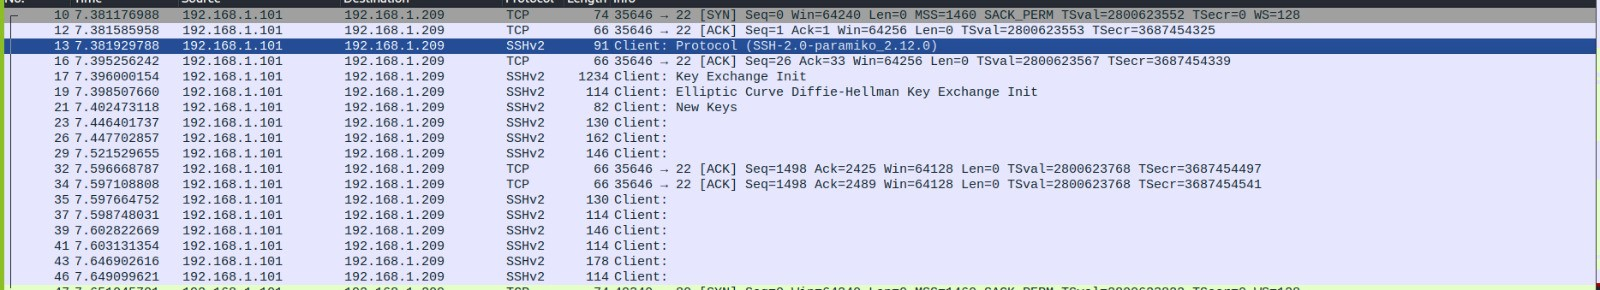 No. Time Source Destination Protocol Length Info
10 7.381176988 192.168.1.101 192.168.1.209 TCP 74 35646 → 22 [SYN] Seq=0 Win=64240 Len=0 MSS=1460 SACK_PERM TSval=2800623552 TSecr=0 WS=128
12 7.381585958 192.168.1.101 192.168.1.209 TCP 66 35646 → 22 [ACK] Seq=1 Ack=1 Win=64256 Len=0 TSval=2800623553 TSecr=3687454325
13 7.381929788 192.168.1.101 192.168.1.209 SSHv2 91 Client: Protocol (SSH-2.0-paramiko_2.12.0)
16 7.395256242 192.168.1.101 192.168.1.209 TCP 66 35646 → 22 [ACK] Seq=26 Ack=33 Win=64256 Len=0 TSval=2800623567 TSecr=3687454339
17 7.396000154 192.168.1.101 192.168.1.209 SSHv2 1234 Client: Key Exchange Init
19 7.398507660 192.168.1.101 192.168.1.209 SSHv2 114 Client: Elliptic Curve Diffie-Hellman Key Exchange Init
21 7.402473118 192.168.1.101 192.168.1.209 SSHv2 82 Client: New Keys
23 7.446401737 192.168.1.101 192.168.1.209 SSHv2 130 Client:
26 7.447702857 192.168.1.101 192.168.1.209 SSHv2 162 Client:
29 7.521529655 192.168.1.101 192.168.1.209 SSHv2 146 Client:
32 7.596668787 192.168.1.101 192.168.1.209 TCP 66 35646 → 22 [ACK] Seq=1498 Ack=2425 Win=64128 Len=0 TSval=2800623768 TSecr=3687454497
34 7.597108808 192.168.1.101 192.168.1.209 TCP 66 35646 → 22 [ACK] Seq=1498 Ack=2489 Win=64128 Len=0 TSval=2800623768 TSecr=3687454541
35 7.597664752 192.168.1.101 192.168.1.209 SSHv2 130 Client:
37 7.598748031 192.168.1.101 192.168.1.209 SSHv2 114 Client:
39 7.602822669 192.168.1.101 192.168.1.209 SSHv2 146 Client:
41 7.603131354 192.168.1.101 192.168.1.209 SSHv2 114 Client:
43 7.646902616 192.168.1.101 192.168.1.209 SSHv2 178 Client:
46 7.649099621 192.168.1.101 192.168.1.209 SSHv2 114 Client: